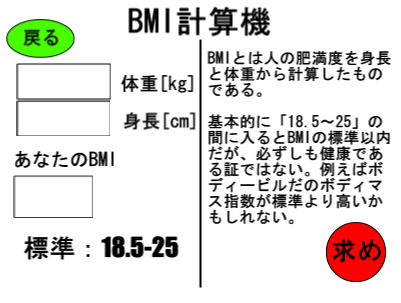 BMI計算機
戻る
体重[kg]
身長[cm]
あなたのBMI
標準：18.5-25
BMIとは人の肥満度を身長
と体重から計算したもの
である。
基本的に「18.5～25」の
間に入るとBMIの標準以内
だが、必ずしも健康であ
る証ではない。例えばボ
ディービルだのボディマ
ス指数が標準より高いか
もしれない。
求め